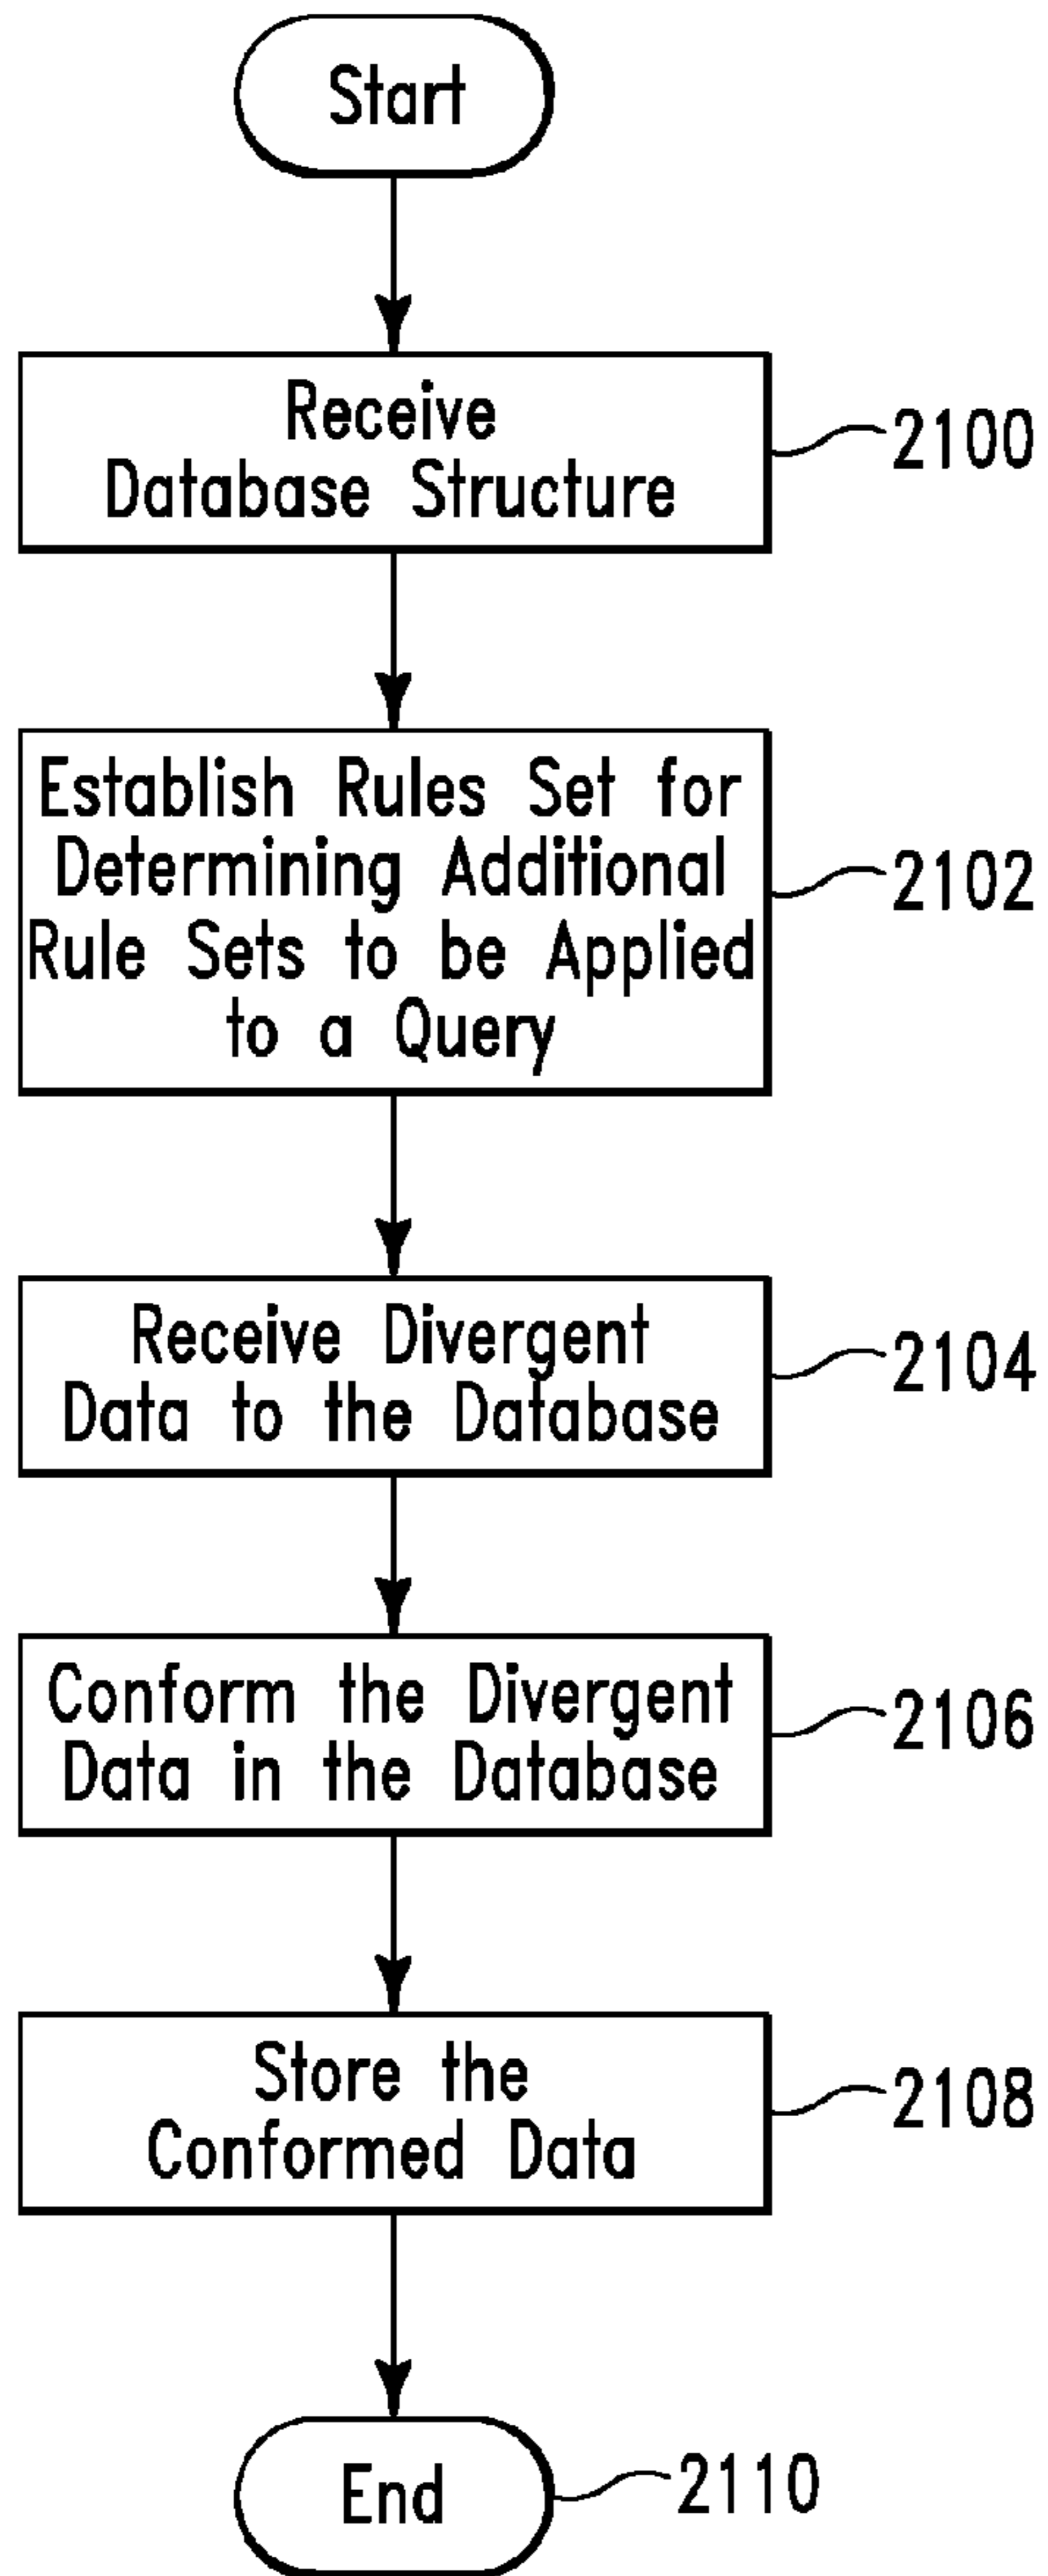 Start
Receive
Database Structure
2100
Establish Rules Set for
Determining Additional
Rule Sets to be Applied
to a Query
2102
Receive Divergent
Data to the Database
2104
Conform the Divergent
Data in the Database
2106
Store the
Conformed Data
2108
End
2110